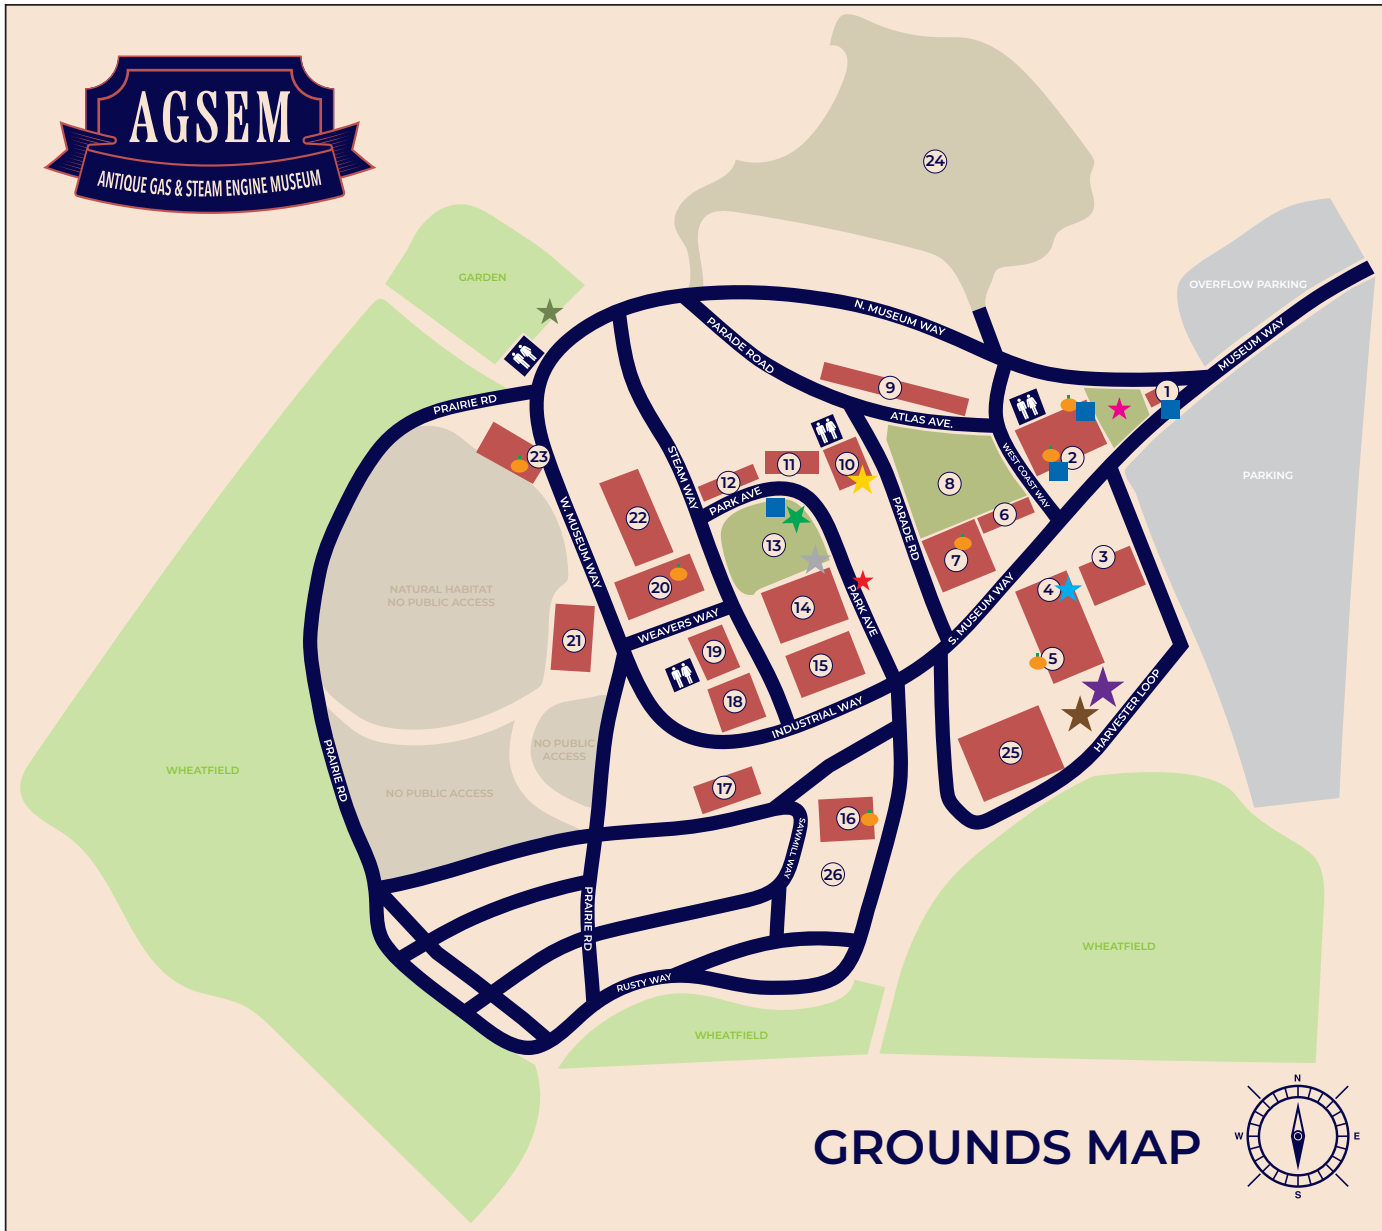 AGSEM
ANTIQUE GAS & STEAM ENGINE MUSEUM
24
GARDEN
OVERFLOW PARKING
N. MUSEUM WAY
MUSEUM WAY
PARADE ROAD
PRAIRIE RD
9
1
ATLAS AVE.
23
STEAM WAY
12
11
10
2
WEST COAST WAY
PARKING
PARK AVE
8
22
W. MUSEUM WAY
13
PARADE RD
6
7
3
NATURAL HABITAT
NO PUBLIC ACCESS
20
14
PARK AVE
4
S. MUSEUM WAY
WEAVERS WAY
21
19
15
5
18
INDUSTRIAL WAY
HARVESTER LOOP
NO PUBLIC
ACCESS
25
WHEATFIELD
PRAIRIE RD
NO PUBLIC ACCESS
17
16
SAWMILL WAY
26
PRAIRIE RD
WHEATFIELD
RUSTY WAY
WHEATFIELD
GROUNDS MAP
N
W
E
S